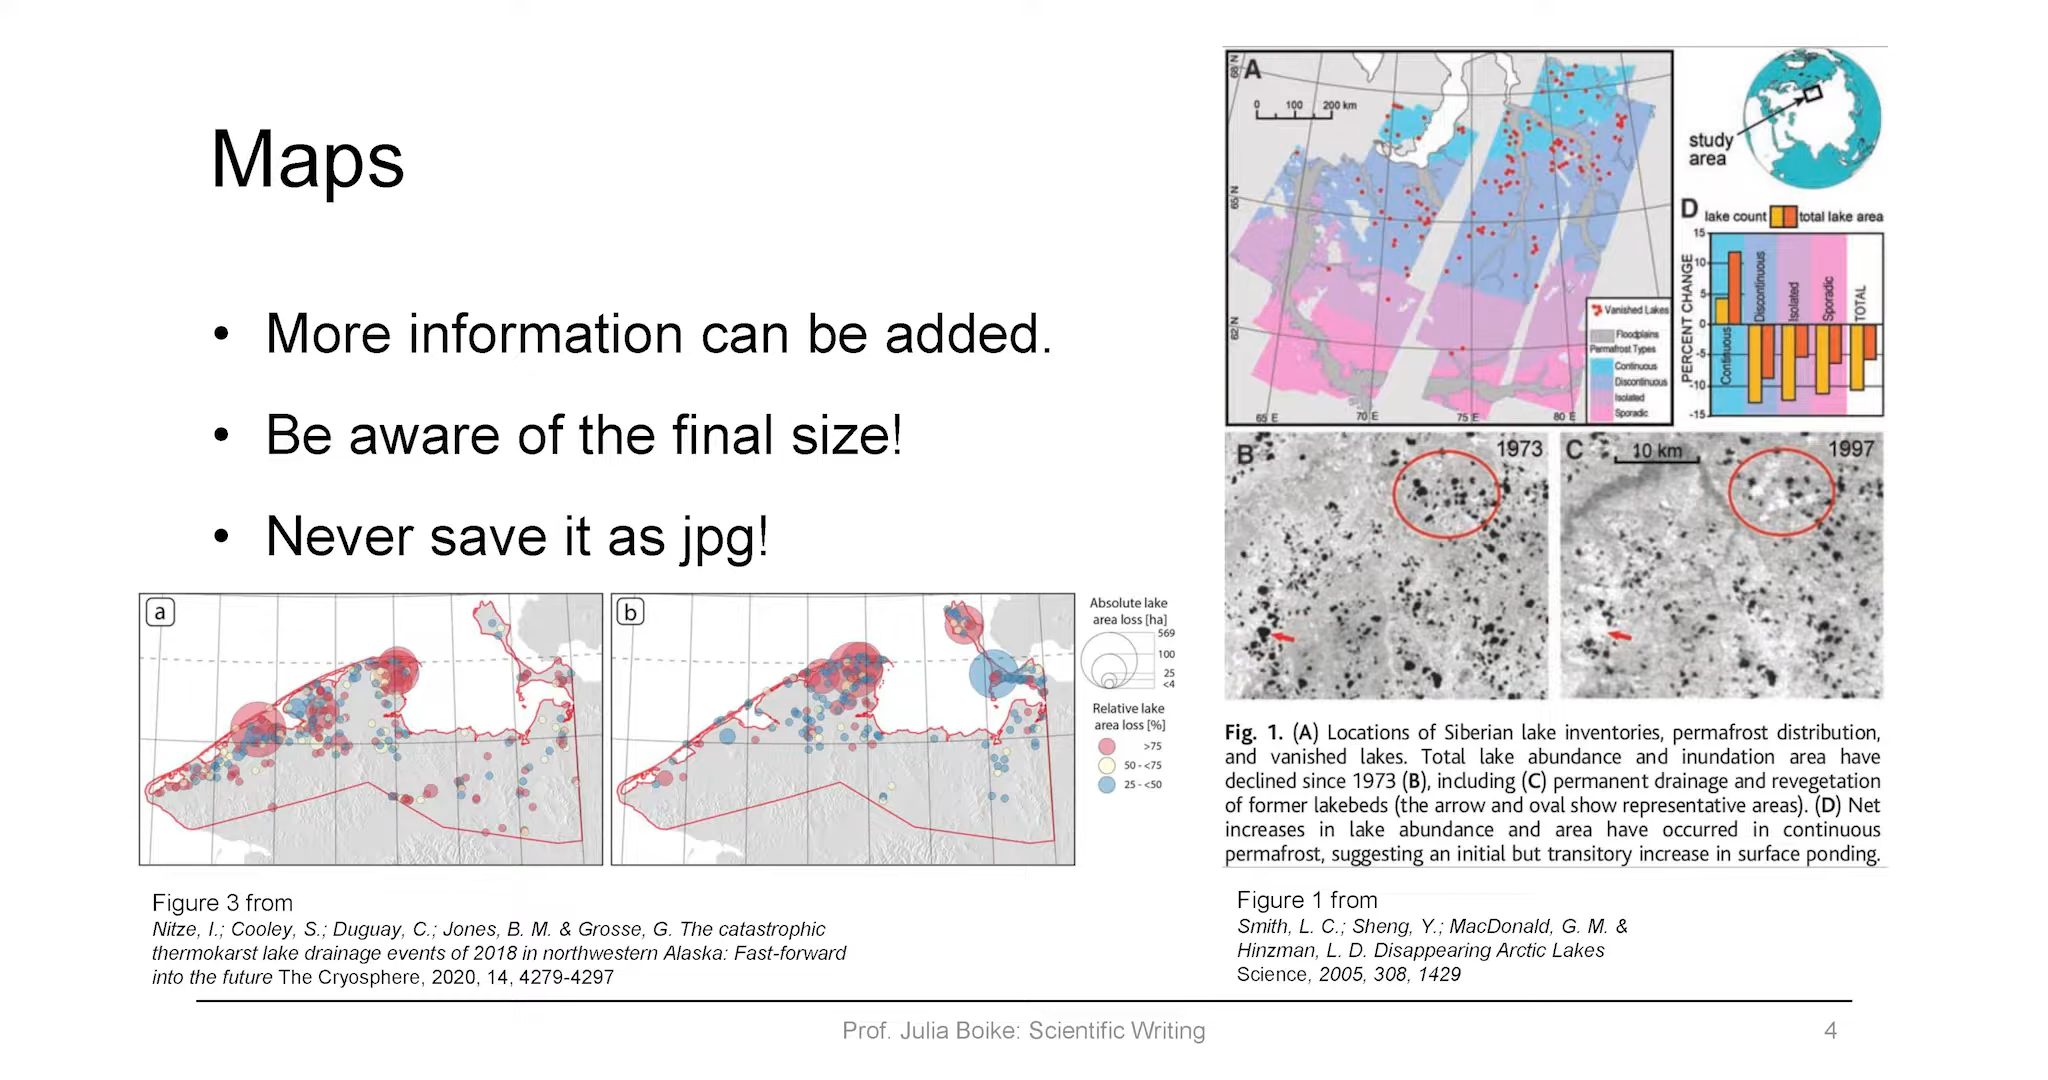 Maps
• More information can be added.
• Be aware of the final size!
• Never save it as jpg!
a
b
Absolute lake
area loss [ha]
569
100
25
<4
Relative lake
area loss [%]
>75
50 - <75
25 - <50
Figure 3 from
Nitze, I.; Cooley, S.; Duguay, C.; Jones, B. M. & Grosse, G. The catastrophic
thermokarst lake drainage events of 2018 in northwestern Alaska: Fast-forward
into the future The Cryosphere, 2020, 14, 4279-4297
A
68 N
65 N
62 N
0 100 200 km
65 E 70 E 75 E 80 E
Vanished Lakes
Floodplains
Permafrost Types
Continuous
Discontinuous
Isolated
Sporadic
study
area
D
lake count total lake area
PERCENT CHANGE
15
10
5
0
-5
-10
-15
Continuous
Discontinuous
Isolated
Sporadic
TOTAL
B 1973
C 10 km 1997
Fig. 1. (A) Locations of Siberian lake inventories, permafrost distribution,
and vanished lakes. Total lake abundance and inundation area have
declined since 1973 (B), including (C) permanent drainage and revegetation
of former lakebeds (the arrow and oval show representative areas). (D) Net
increases in lake abundance and area have occurred in continuous
permafrost, suggesting an initial but transitory increase in surface ponding.
Figure 1 from
Smith, L. C.; Sheng, Y.; MacDonald, G. M. &
Hinzman, L. D. Disappearing Arctic Lakes
Science, 2005, 308, 1429
Prof. Julia Boike: Scientific Writing
4